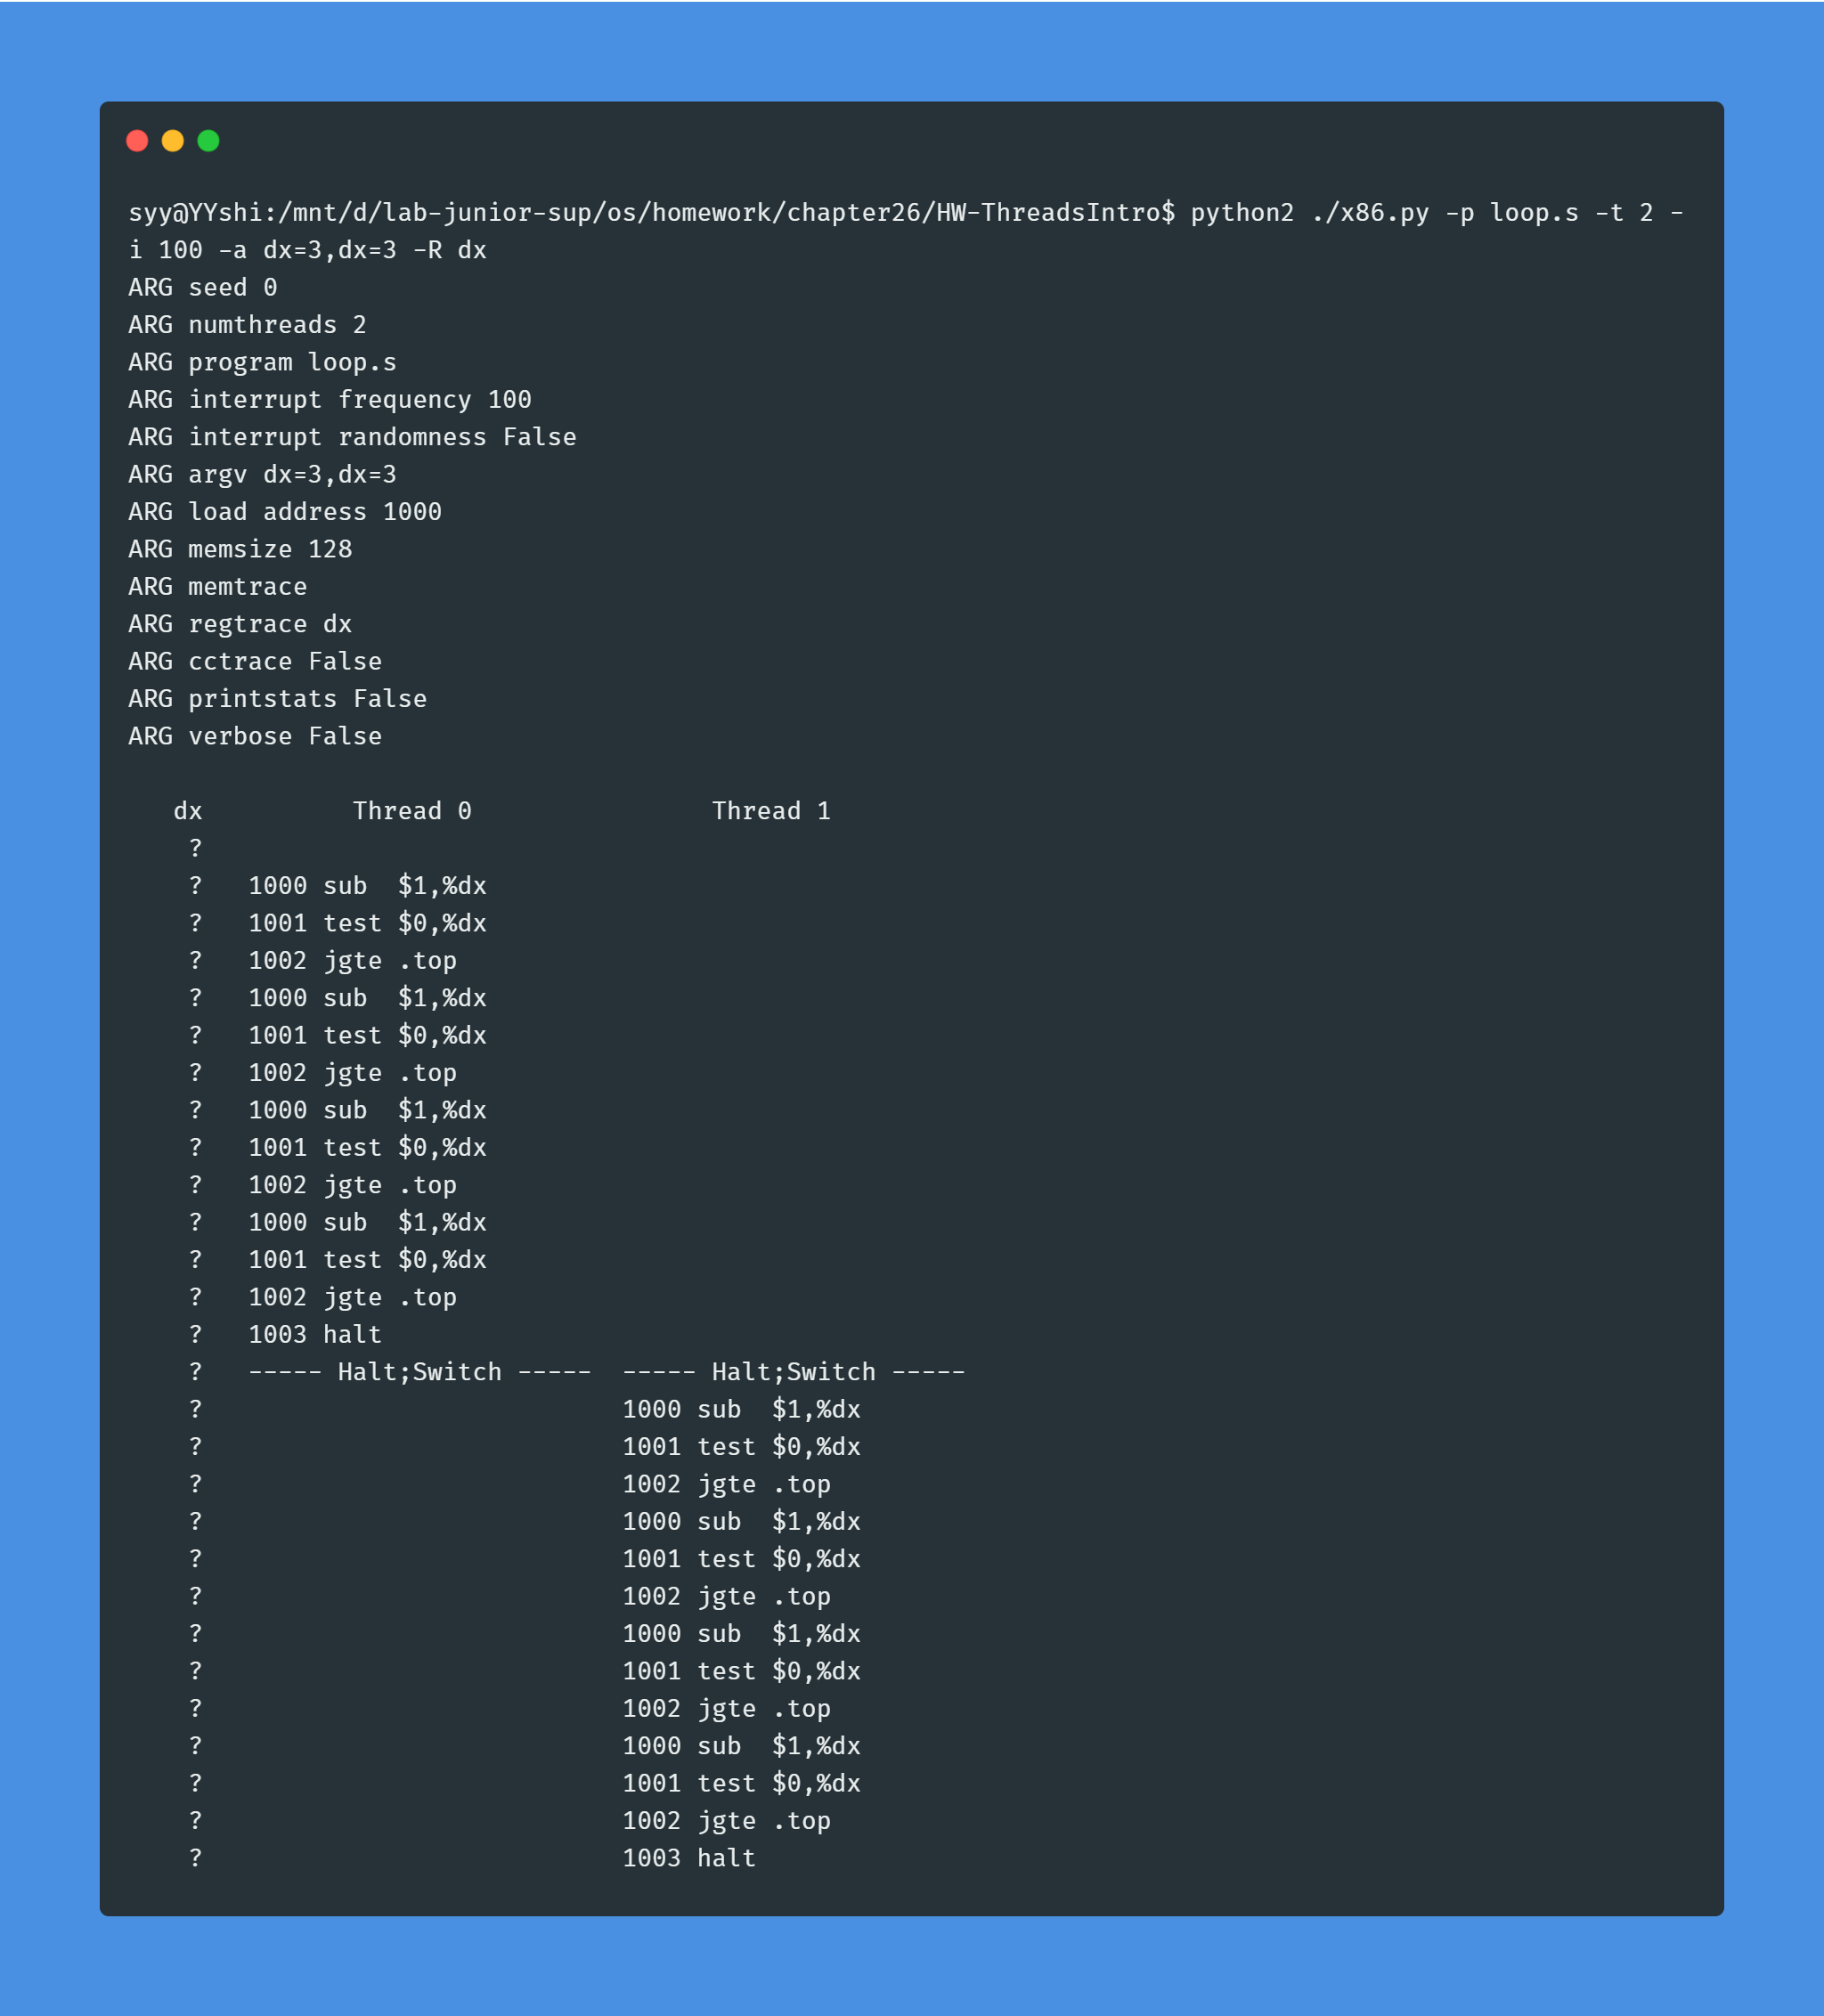 syy@YYshi:/mnt/d/lab-junior-sup/os/homework/chapter26/HW-ThreadsIntro$ python2 ./x86.py -p loop.s -t 2 -
i 100 -a dx=3,dx=3 -R dx
ARG seed 0
ARG numthreads 2
ARG program loop.s
ARG interrupt frequency 100
ARG interrupt randomness False
ARG argv dx=3,dx=3
ARG load address 1000
ARG memsize 128
ARG memtrace
ARG regtrace dx
ARG cctrace False
ARG printstats False
ARG verbose False

   dx          Thread 0                Thread 1
    ?
    ?   1000 sub  $1,%dx
    ?   1001 test $0,%dx
    ?   1002 jgte .top
    ?   1000 sub  $1,%dx
    ?   1001 test $0,%dx
    ?   1002 jgte .top
    ?   1000 sub  $1,%dx
    ?   1001 test $0,%dx
    ?   1002 jgte .top
    ?   1000 sub  $1,%dx
    ?   1001 test $0,%dx
    ?   1002 jgte .top
    ?   1003 halt
    ?   ----- Halt;Switch -----  ----- Halt;Switch -----
    ?                            1000 sub  $1,%dx
    ?                            1001 test $0,%dx
    ?                            1002 jgte .top
    ?                            1000 sub  $1,%dx
    ?                            1001 test $0,%dx
    ?                            1002 jgte .top
    ?                            1000 sub  $1,%dx
    ?                            1001 test $0,%dx
    ?                            1002 jgte .top
    ?                            1000 sub  $1,%dx
    ?                            1001 test $0,%dx
    ?                            1002 jgte .top
    ?                            1003 halt